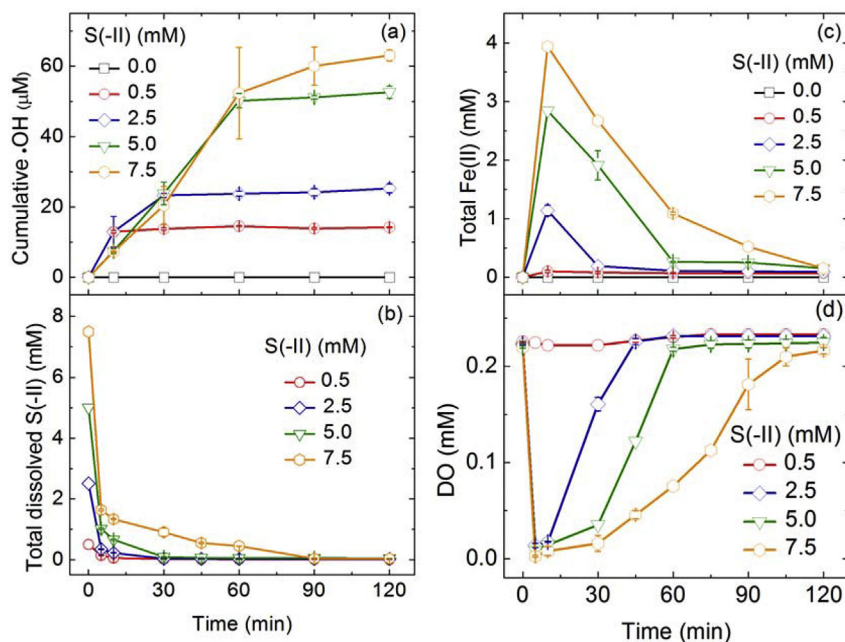 (a)
S(-II) (mM)
0.0
0.5
2.5
5.0
7.5
60
40
20
0
Cumulative •OH (μM)
(b)
S(-II) (mM)
0.5
2.5
5.0
7.5
8
6
4
2
0
Total dissolved S(-II) (mM)
0 30 60 90 120
Time (min)
(c)
S(-II) (mM)
0.0
0.5
2.5
5.0
7.5
4
3
2
1
0
Total Fe(II) (mM)
(d)
0.2
0.1
0.0
DO (mM)
S(-II) (mM)
0.5
2.5
5.0
7.5
0 30 60 90 120
Time (min)